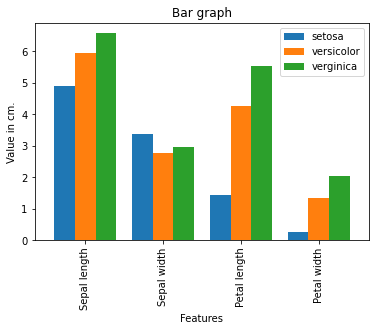 Bar graph
setosa
versicolor
verginica
Value in cm.
6
5
4
3
2
1
0
Sepal length
Sepal width
Petal length
Petal width
Features